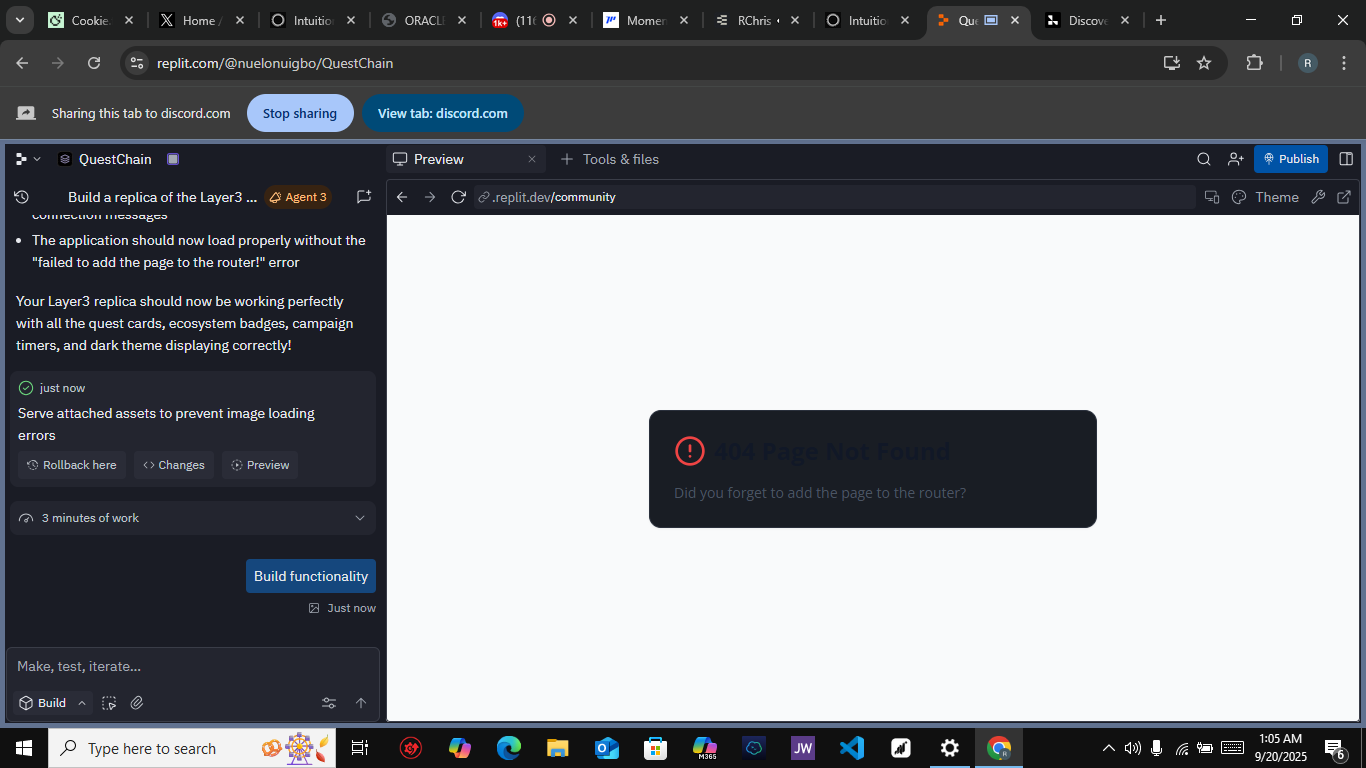 Cookie.
Home /
Intuitio
ORACLE
(116
1k+
Momen
RChris
Intuitio
Que
Discove
replit.com/@nuelonuigbo/QuestChain
R
Sharing this tab to discord.com
Stop sharing
View tab: discord.com
QuestChain
Preview
Tools & files
Publish
Build a replica of the Layer3 ...
Agent 3
.replit.dev/community
Theme
connection messages
The application should now load properly without the
"failed to add the page to the router!" error
Your Layer3 replica should now be working perfectly
with all the quest cards, ecosystem badges, campaign
timers, and dark theme displaying correctly!
just now
Serve attached assets to prevent image loading
errors
Rollback here
Changes
Preview
3 minutes of work
Build functionality
Just now
Make, test, iterate...
Build
404 Page Not Found
Did you forget to add the page to the router?
Type here to search
M365
JW
1:05 AM
9/20/2025
6